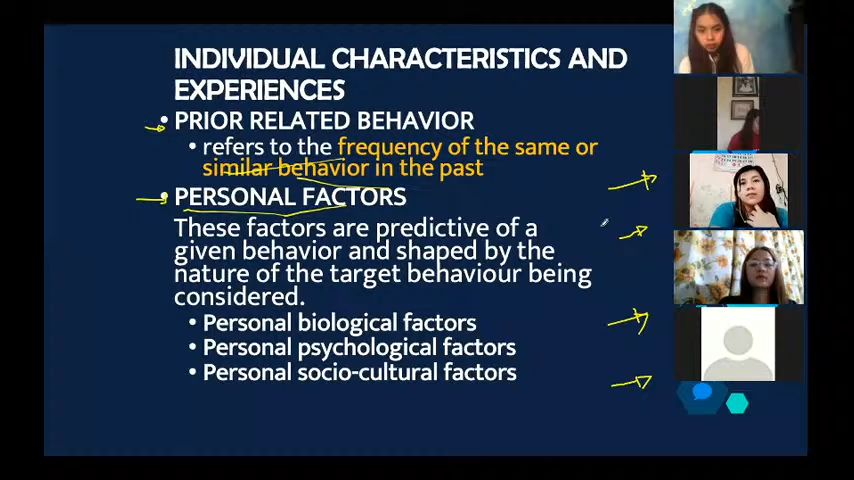 INDIVIDUAL CHARACTERISTICS AND
EXPERIENCES
• PRIOR RELATED BEHAVIOR
• refers to the frequency of the same or
similar behavior in the past
• PERSONAL FACTORS
These factors are predictive of a
given behavior and shaped by the
nature of the target behaviour being
considered.
• Personal biological factors
• Personal psychological factors
• Personal socio-cultural factors